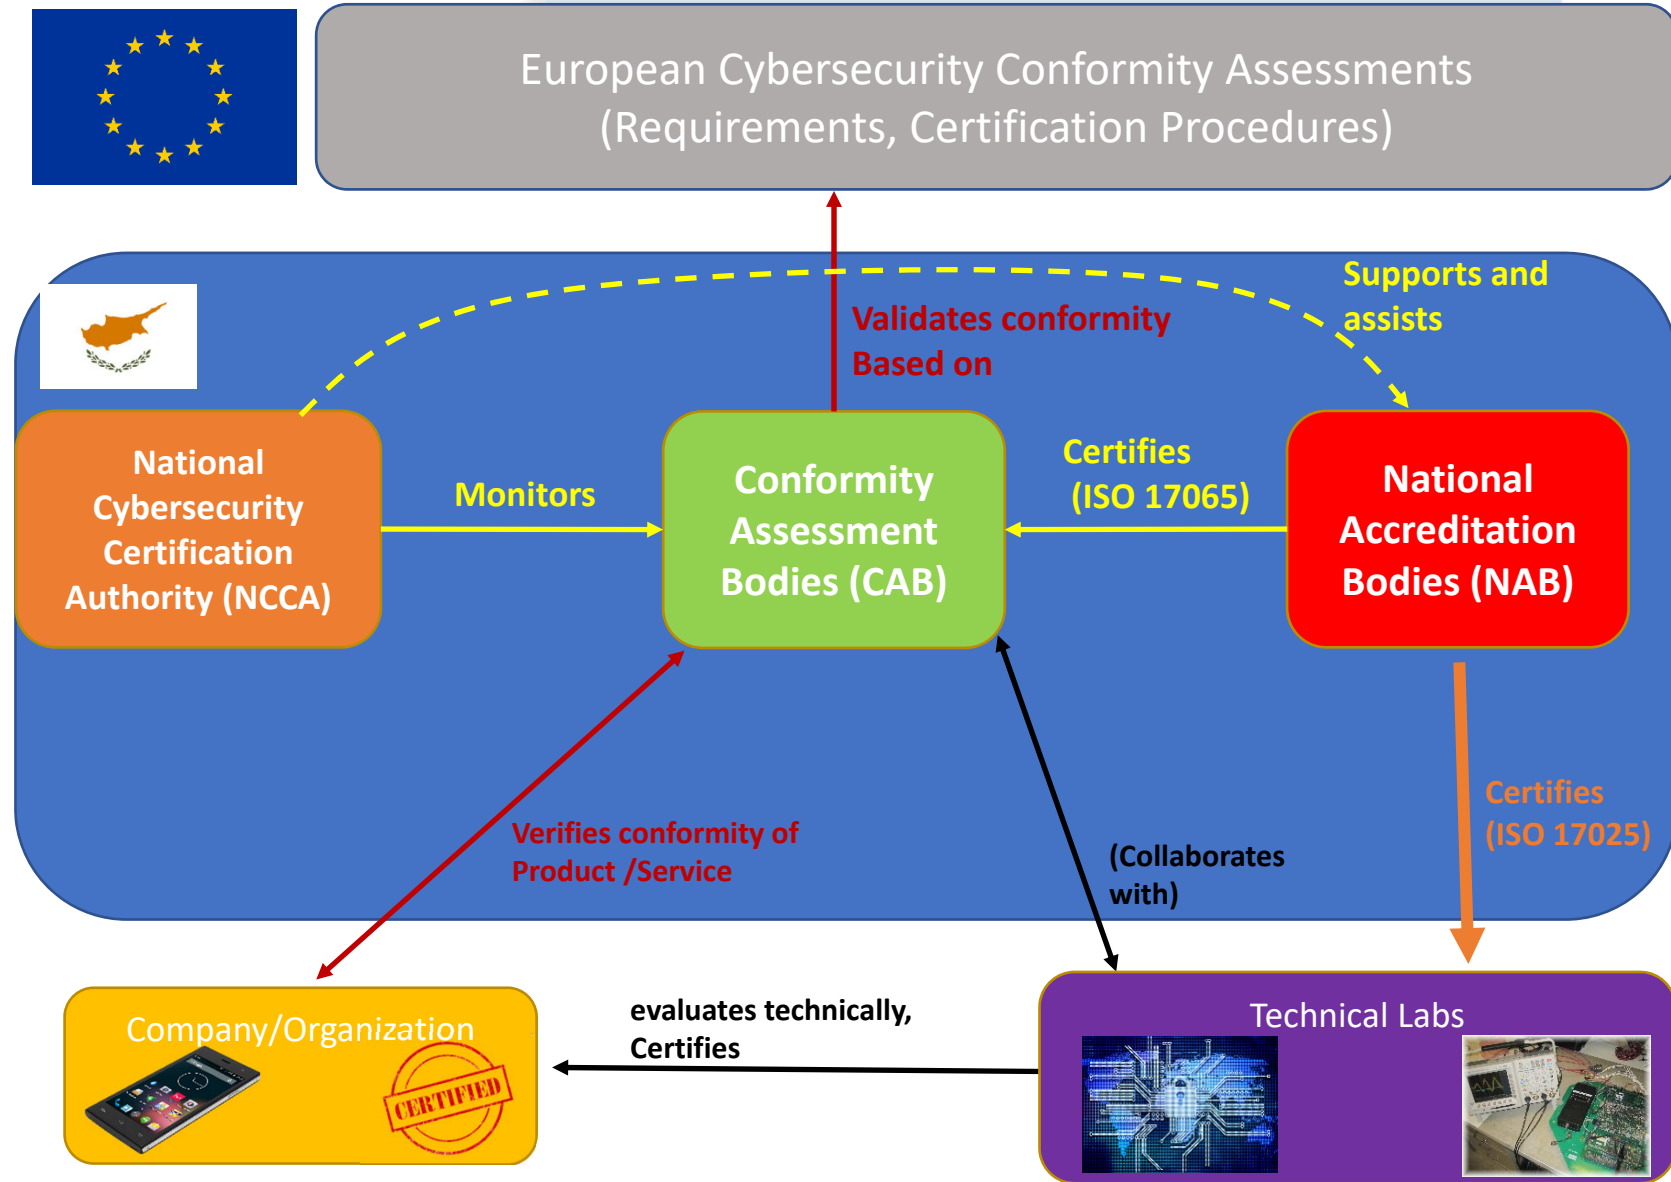 European Cybersecurity Conformity Assessments
(Requirements, Certification Procedures)
Supports and
assists
Validates conformity
Based on
National
Cybersecurity
Certification
Authority (NCCA)
Monitors
Conformity
Assessment
Bodies (CAB)
Certifies
(ISO 17065)
National
Accreditation
Bodies (NAB)
Verifies conformity of
Product /Service
(Collaborates
with)
Certifies
(ISO 17025)
Company/Organization
CERTIFIED
evaluates technically,
Certifies
Technical Labs